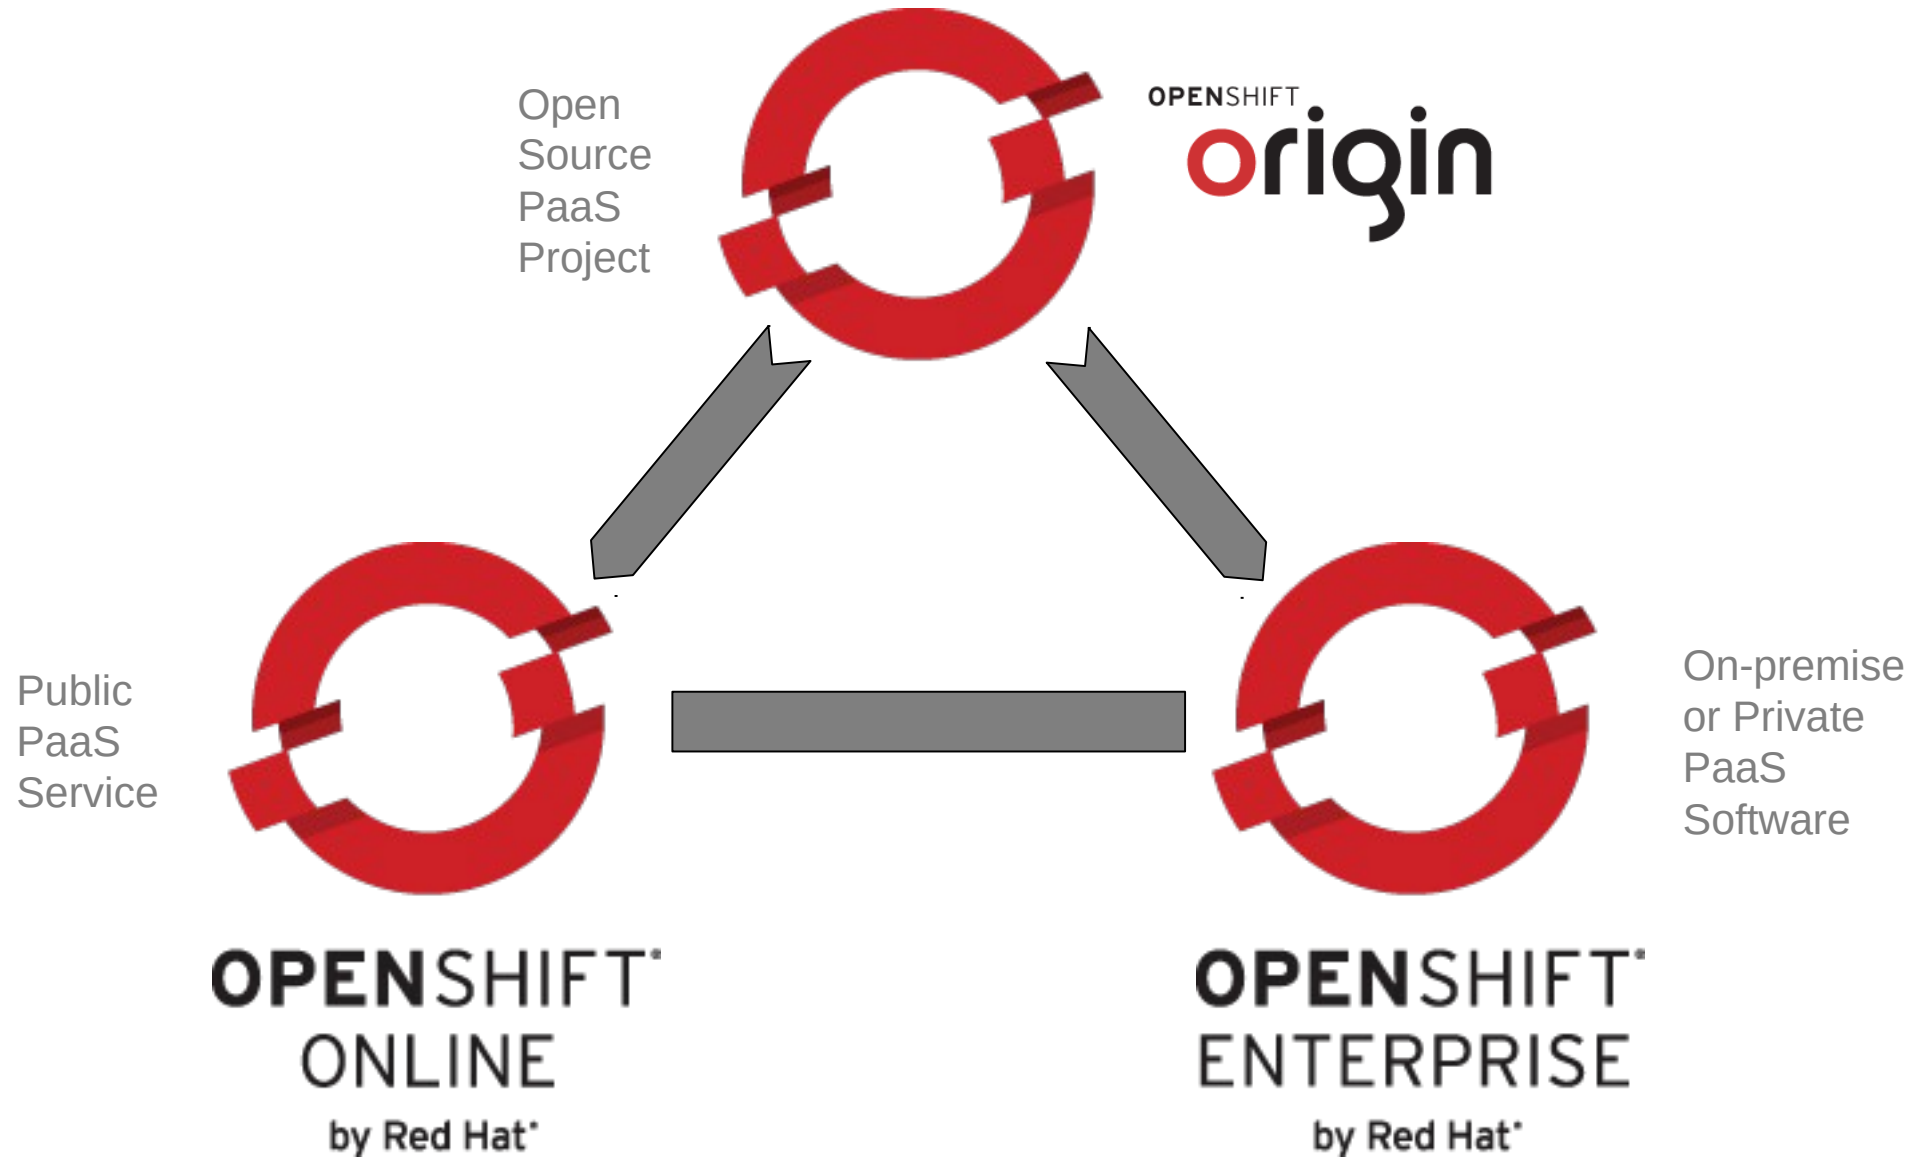 Open
Source
PaaS
Project
OPENSHIFT
origin
Public
PaaS
Service
On-premise
or Private
PaaS
Software
OPENSHIFT
ONLINE
by Red Hat
OPENSHIFT
ENTERPRISE
by Red Hat